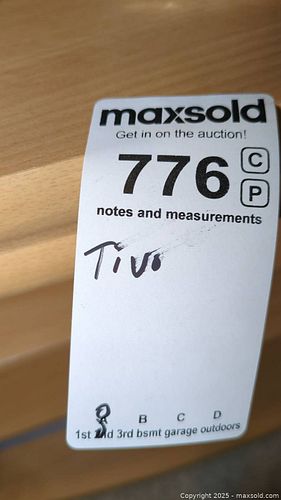 maxsold
Get in on the auction!
776 C
P
notes and measurements
Tivo
B C D
1st 2nd 3rd bsmt garage outdoors
Copyright 2025 - maxsold.com